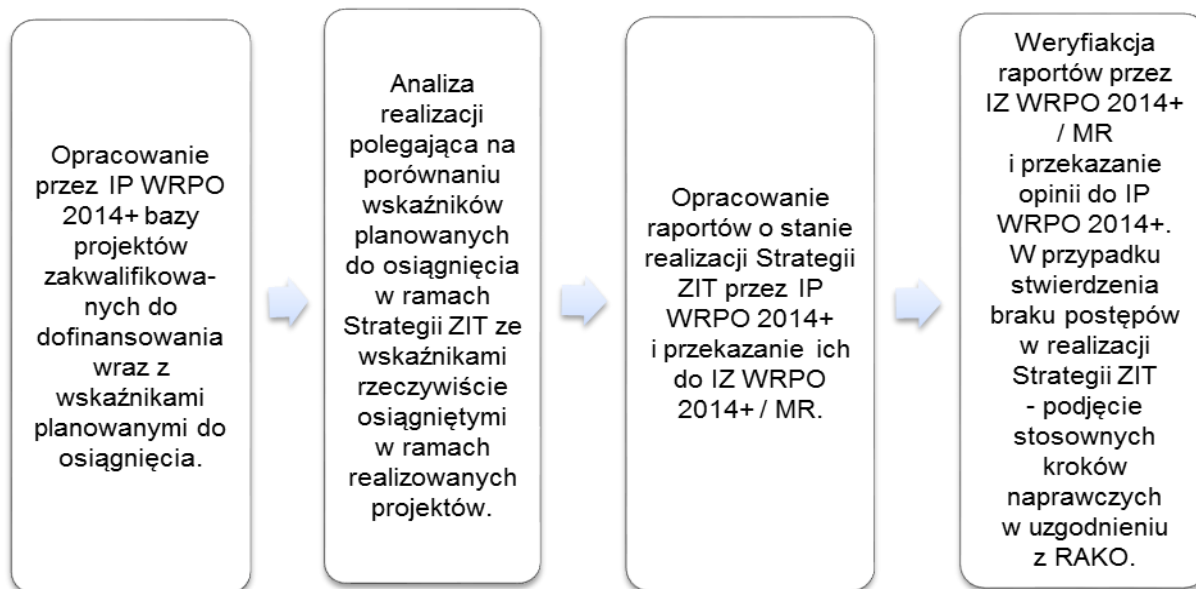 Opracowanie
przez IP WRPO
2014+ bazy
projektów
zakwalifikowa-
nych do
dofinansowania
wraz z
wskaźnikami
planowanymi do
osiągnięcia.
Analiza
realizacji
polegająca na
porównaniu
wskaźników
planowanych
do osiągnięcia
w ramach
Strategii ZIT ze
wskaźnikami
rzeczywiście
osiągniętymi
w ramach
realizowanych
projektów.
Opracowanie
raportów o stanie
realizacji Strategii
ZIT przez IP
WRPO 2014+
i przekazanie ich
do IZ WRPO
2014+ / MR.
Weryfiakcja
raportów przez
IZ WRPO 2014+
/ MR
i przekazanie
opinii do IP
WRPO 2014+.
W przypadku
stwierdzenia
braku postępów
w realizacji
Strategii ZIT
- podjęcie
stosownych
kroków
naprawczych
w uzgodnieniu
z RAKO.